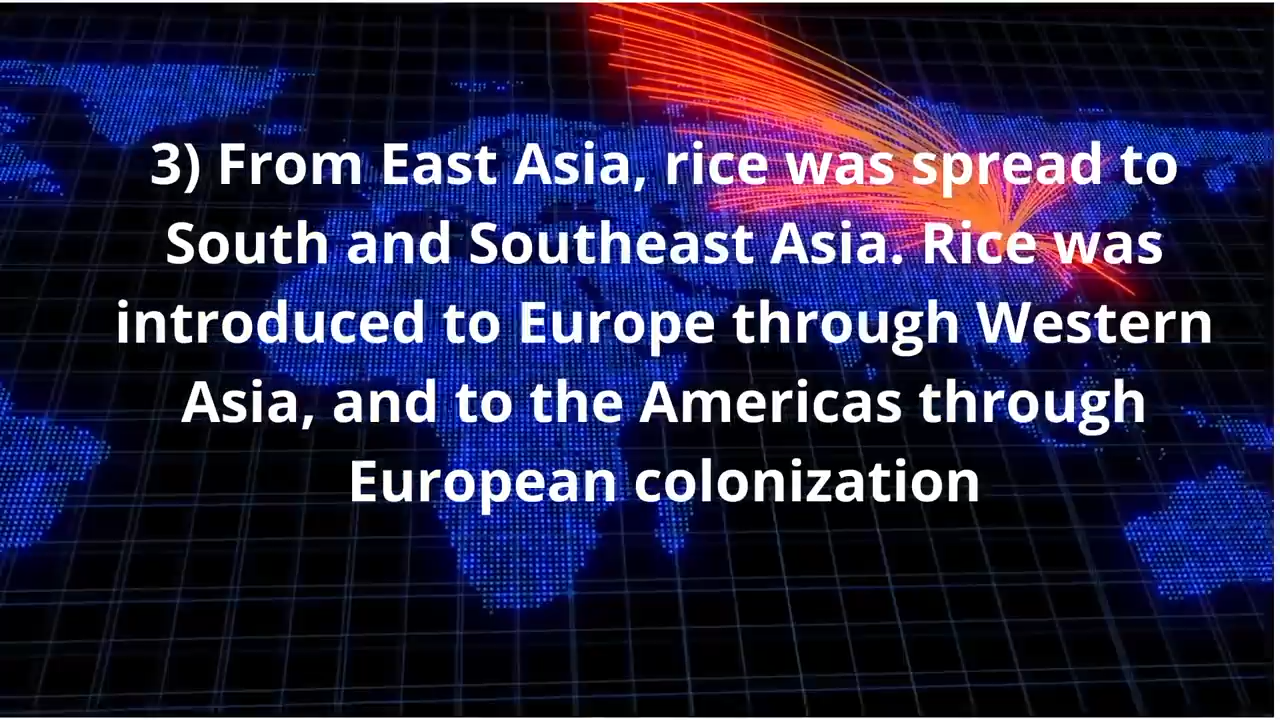 3) From East Asia, rice was spread to
South and Southeast Asia. Rice was
introduced to Europe through Western
Asia, and to the Americas through
European colonization